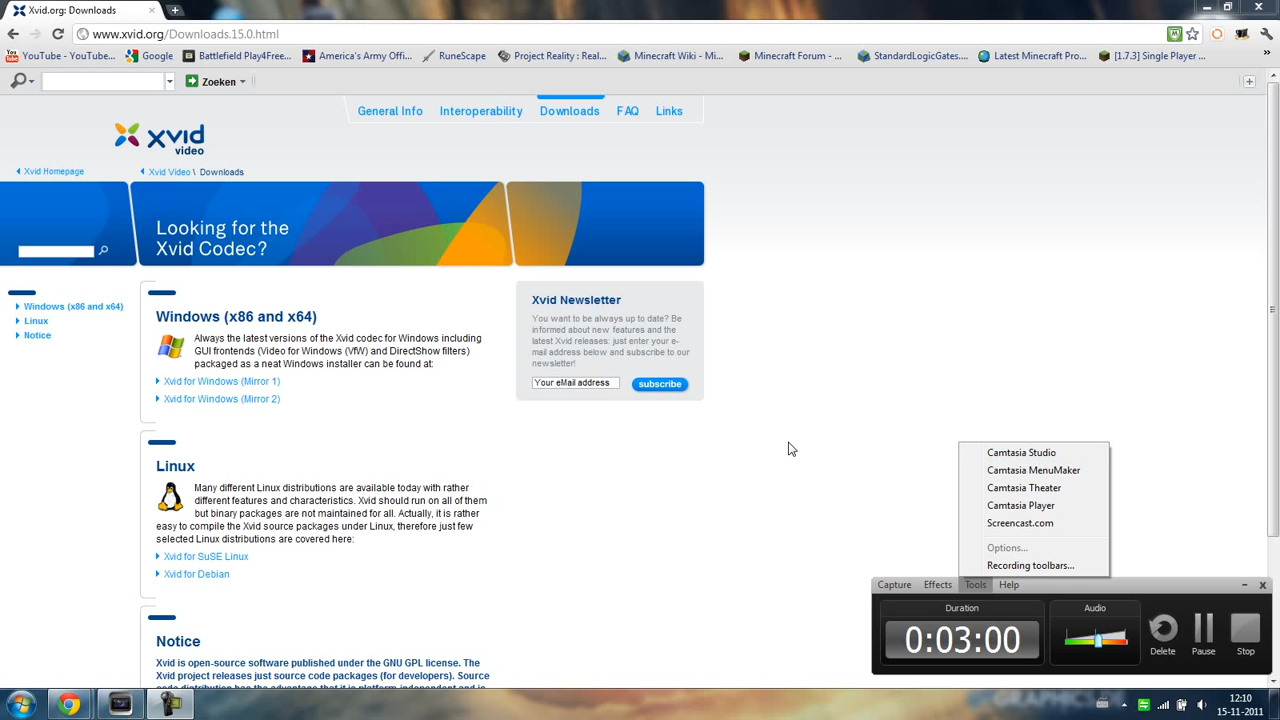 Xvid.org: Downloads
www.xvid.org/Downloads.15.0.html
YouTube - YouTube.com... Google Battlefield Play4Free... America's Army Offi... RuneScape Project Reality : Real... Minecraft Wiki - Mi... Minecraft Forum - ... StandardLogicGates.... Latest Minecraft Pro... [1.7.3] Single Player ...
Zoeken
General Info Interoperability Downloads FAQ Links
xvid
video
Xvid Homepage Xvid Video \ Downloads
Looking for the
Xvid Codec?
Windows (x86 and x64)
Linux
Notice
Windows (x86 and x64)
Always the latest versions of the Xvid codec for Windows including
GUI frontends (Video for Windows (VfW) and DirectShow filters)
packaged as a neat Windows installer can be found at:
Xvid for Windows (Mirror 1)
Xvid for Windows (Mirror 2)
Xvid Newsletter
You want to be always up to date? Be
informed about new features and the
latest Xvid releases: just enter your e-
mail address below and subscribe to our
newsletter!
Your eMail address subscribe
Linux
Many different Linux distributions are available today with rather
different features and characteristics. Xvid should run on all of them
but binary packages are not maintained for all. Actually, it is rather
easy to compile the Xvid source packages under Linux, therefore just few
selected Linux distributions are covered here:
Xvid for SuSE Linux
Xvid for Debian
Notice
Xvid is open-source software published under the GNU GPL license. The
Xvid project releases just source code packages (for developers). Source
Camtasia Studio
Camtasia MenuMaker
Camtasia Theater
Camtasia Player
Screencast.com
Options...
Recording toolbars...
Capture Effects Tools Help
Duration Audio
0:03:00
Delete Pause Stop
12:10
15-11-2011